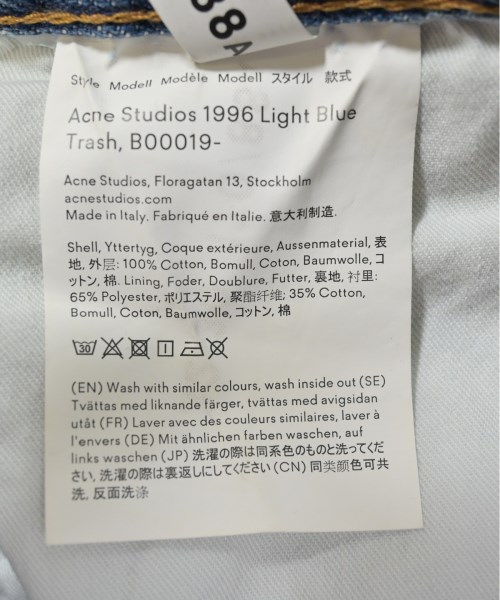 38A
Style Modell Modèle Modell スタイル 款式
Acne Studios 1996 Light Blue
Trash, B00019-
Acne Studios, Floragatan 13, Stockholm
acnestudios.com
Made in Italy. Fabriqué en Italie. 意大利制造.
Shell, Yttertyg, Coque extérieure, Aussenmaterial, 表
地, 外层: 100% Cotton, Bomull, Coton, Baumwolle, コ
ットン, 棉. Lining, Foder, Doublure, Futter, 裏地, 衬里:
65% Polyester, ポリエステル, 聚酯纤维; 35% Cotton,
Bomull, Coton, Baumwolle, コットン, 棉
30
(EN) Wash with similar colours, wash inside out (SE)
Tvättas med liknande färger, tvättas med avigsidan
utåt (FR) Laver avec des couleurs similaires, laver à
l'envers (DE) Mit ähnlichen farben waschen, auf
links waschen (JP) 洗濯の際は同系色のものと洗ってくだ
さい, 洗濯の際は裏返しにしてください (CN) 同类颜色可共
洗, 反面洗涤